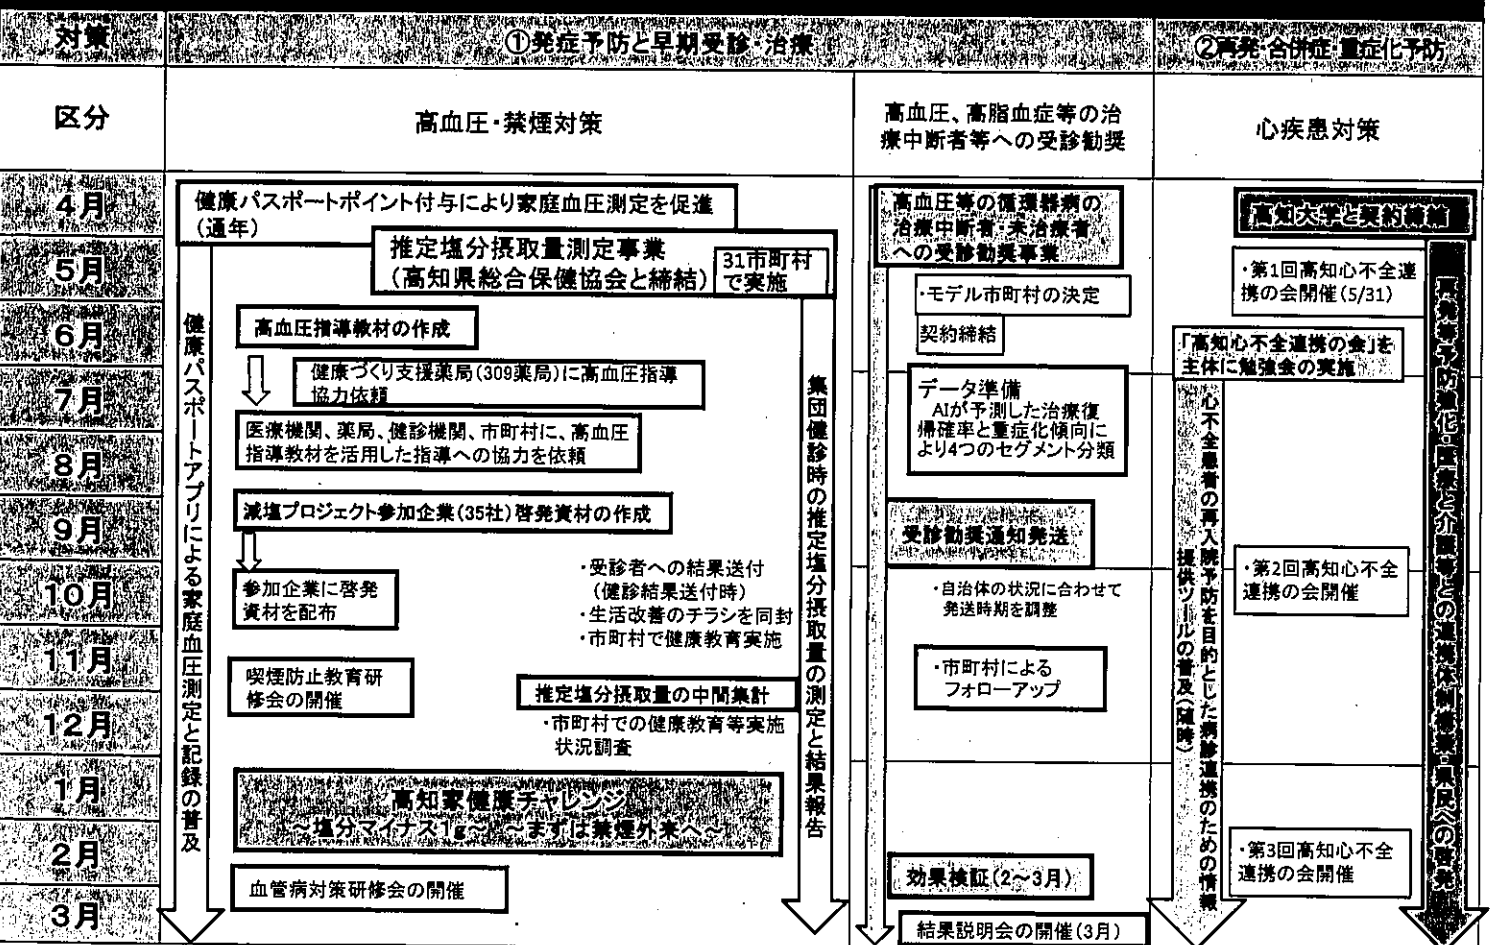 対策
①発症予防と早期受診・治療
②再発・合併症・重症化予防
区分
高血圧・禁煙対策
高血圧、高脂血症等の治
療中断者等への受診勧奨
心疾患対策
4月
5月
6月
7月
8月
9月
10月
11月
12月
1月
2月
3月
健康パスポートポイント付与により家庭血圧測定を促進
(通年)
推定塩分摂取量測定事業
(高知県総合保健協会と締結)
31市町村
で実施
健康パスポートアプリによる家庭血圧測定と記録の普及
高血圧指導教材の作成
健康づくり支援薬局(309薬局)に高血圧指導
協力依頼
医療機関、薬局、健診機関、市町村に、高血圧
指導教材を活用した指導への協力を依頼
減塩プロジェクト参加企業(35社)啓発資材の作成
参加企業に啓発
資材を配布
・受診者への結果送付
(健診結果送付時)
・生活改善のチラシを同封
・市町村で健康教育実施
喫煙防止教育研
修会の開催
推定塩分摂取量の中間集計
・市町村での健康教育等実施
状況調査
高知家健康チャレンジ
~塩分マイナス1g~ ~まずは禁煙外来へ~
血管病対策研修会の開催
集団健診時の推定塩分摂取量の測定と結果報告
高血圧等の循環器病の
治療中断者・未治療者
への受診勧奨事業
・モデル市町村の決定
契約締結
データ準備
AIが予測した治療復
帰確率と重症化傾向に
より4つのセグメント分類
受診勧奨通知発送
・自治体の状況に合わせて
発送時期を調整
・市町村による
フォローアップ
効果検証(2~3月)
結果説明会の開催(3月)
高知大学と契約締結
・第1回高知心不全連
携の会開催(5/31)
「高知心不全連携の会」を
主体に勉強会の実施
心不全患者の再入院予防を目的とした病診連携のための情報
提供ツールの普及(随時)
・第2回高知心不全
連携の会開催
・第3回高知心不全
連携の会開催
再発等予防強化・医療と介護等との連携体制構築・県民への啓発